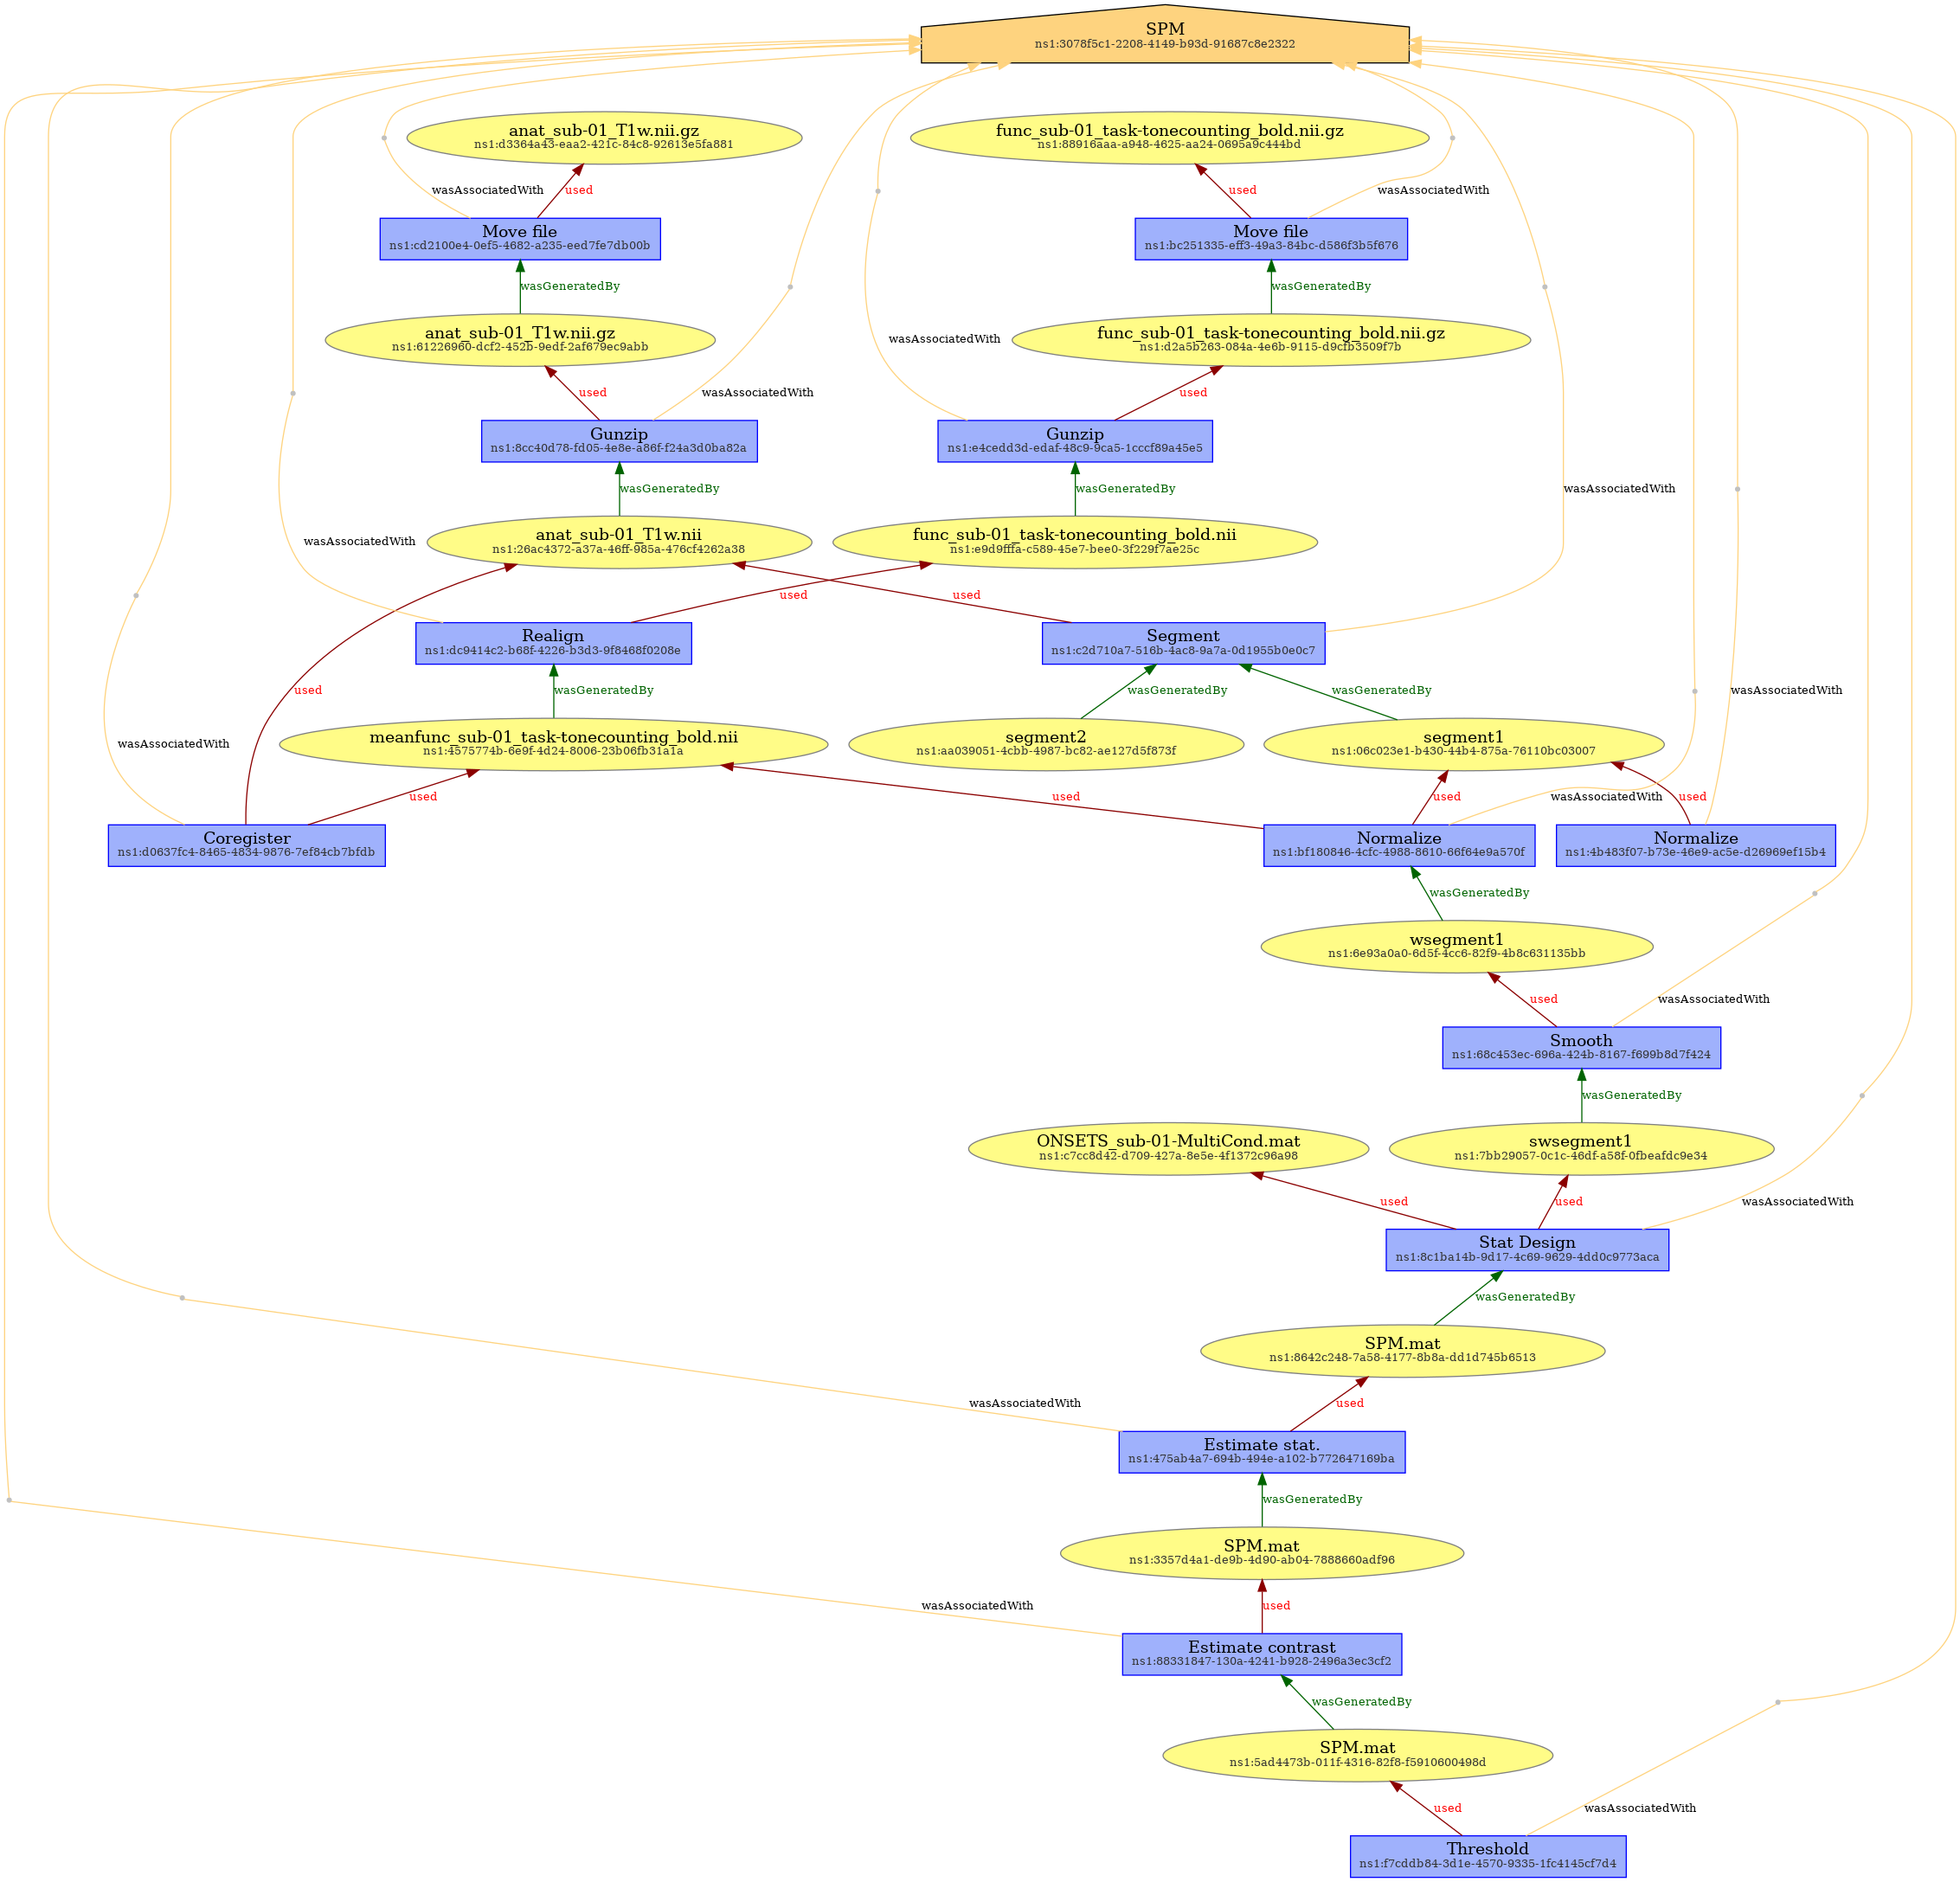 SPM
ns1:3078f5c1-2208-4149-b93d-91687c8e2322
anat_sub-01_T1w.nii.gz
ns1:d3364a43-eaa2-421c-84c8-92613e5fa881
func_sub-01_task-tonecounting_bold.nii.gz
ns1:88916aaa-a948-4625-aa24-0695a9c444bd
wasAssociatedWith
used
used
wasAssociatedWith
Move file
ns1:cd2100e4-0ef5-4682-a235-eed7fe7db00b
Move file
ns1:bc251335-eff3-49a3-84bc-d586f3b5f676
wasGeneratedBy
wasGeneratedBy
anat_sub-01_T1w.nii.gz
ns1:61226960-dcf2-452b-9edf-2af679ec9abb
wasAssociatedWith
func_sub-01_task-tonecounting_bold.nii.gz
ns1:d2a5b263-084a-4e6b-9115-d9cfb3509f7b
used
wasAssociatedWith
used
Gunzip
ns1:8cc40d78-fd05-4e8e-a86f-f24a3d0ba82a
Gunzip
ns1:e4cedd3d-edaf-48c9-9ca5-1cccf89a45e5
wasGeneratedBy
wasGeneratedBy
wasAssociatedWith
wasAssociatedWith
anat_sub-01_T1w.nii
ns1:26ac4372-a37a-46ff-985a-476cf4262a38
func_sub-01_task-tonecounting_bold.nii
ns1:e9d9fffa-c589-45e7-bee0-3f229f7ae25c
used
used
Realign
ns1:dc9414c2-b68f-4226-b3d3-9f8468f0208e
Segment
ns1:c2d710a7-516b-4ac8-9a7a-0d1955b0e0c7
used
wasGeneratedBy
wasGeneratedBy
wasGeneratedBy
wasAssociatedWith
wasAssociatedWith
meanfunc_sub-01_task-tonecounting_bold.nii
ns1:4575774b-6e9f-4d24-8006-23b06fb31a1a
segment2
ns1:aa039051-4cbb-4987-bc82-ae127d5f873f
segment1
ns1:06c023e1-b430-44b4-875a-76110bc03007
used
used
used
wasAssociatedWith
used
Coregister
ns1:d0637fc4-8465-4834-9876-7ef84cb7bfdb
Normalize
ns1:bf180846-4cfc-4988-8610-66f64e9a570f
Normalize
ns1:4b483f07-b73e-46e9-ac5e-d26969ef15b4
wasGeneratedBy
wsegment1
ns1:6e93a0a0-6d5f-4cc6-82f9-4b8c631135bb
used
wasAssociatedWith
Smooth
ns1:68c453ec-696a-424b-8167-f699b8d7f424
wasGeneratedBy
ONSETS_sub-01-MultiCond.mat
ns1:c7cc8d42-d709-427a-8e5e-4f1372c96a98
swsegment1
ns1:7bb29057-0c1c-46df-a58f-0fbeafdc9e34
used
used
wasAssociatedWith
Stat Design
ns1:8c1ba14b-9d17-4c69-9629-4dd0c9773aca
wasGeneratedBy
SPM.mat
ns1:8642c248-7a58-4177-8b8a-dd1d745b6513
wasAssociatedWith
used
Estimate stat.
ns1:475ab4a7-694b-494e-a102-b772647169ba
wasGeneratedBy
SPM.mat
ns1:3357d4a1-de9b-4d90-ab04-7888660adf96
wasAssociatedWith
used
Estimate contrast
ns1:88331847-130a-4241-b928-2496a3ec3cf2
wasGeneratedBy
SPM.mat
ns1:5ad4473b-011f-4316-82f8-f5910600498d
used
wasAssociatedWith
Threshold
ns1:f7cddb84-3d1e-4570-9335-1fc4145cf7d4